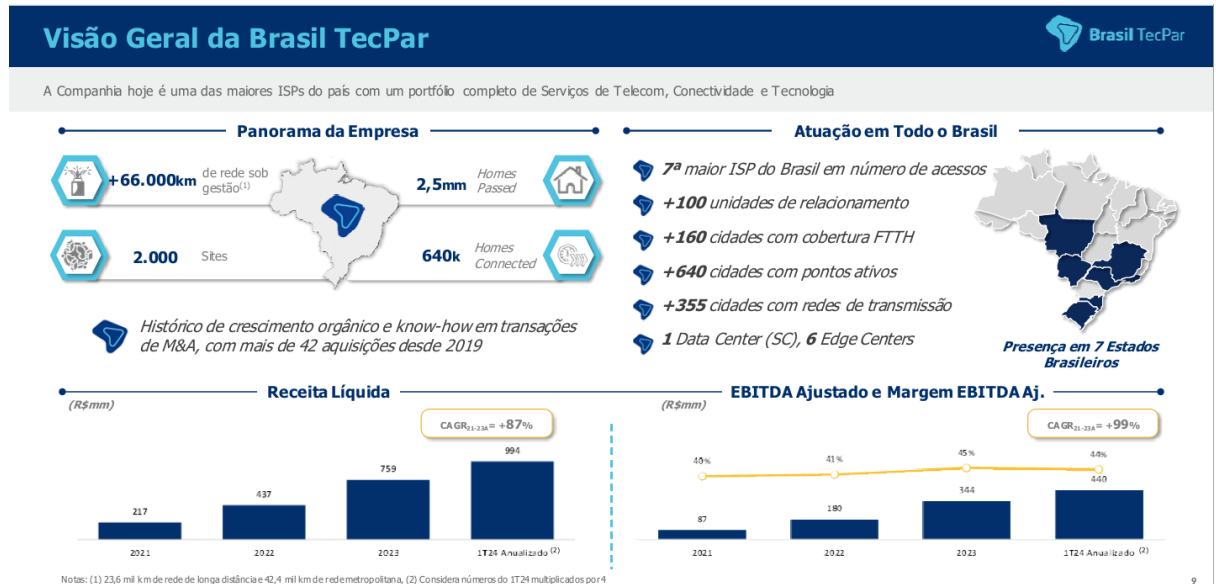 Visão Geral da Brasil TecPar
Brasil TecPar
A Companhia hoje é uma das maiores ISPs do país com um portfólio completo de Serviços de Telecom, Conectividade e Tecnologia
Panorama da Empresa
+66.000km de rede sob
gestão(1)
2,5mm Homes
Passed
2.000 Sites
640k Homes
Connected
Histórico de crescimento orgânico e know-how em transações
de M&A, com mais de 42 aquisições desde 2019
Atuação em Todo o Brasil
7ª maior ISP do Brasil em número de acessos
+100 unidades de relacionamento
+160 cidades com cobertura FTTH
+640 cidades com pontos ativos
+355 cidades com redes de transmissão
1 Data Center (SC), 6 Edge Centers
Presença em 7 Estados
Brasileiros
Receita Líquida
(R$mm)
CAGR21-23A= +87%
217
437
759
994
2021
2022
2023
1T24 Anualizado (2)
EBITDA Ajustado e Margem EBITDA Aj.
(R$mm)
CAGR21-23A= +99%
40%
41%
45%
44%
87
180
344
440
2021
2022
2023
1T24 Anualizado (2)
Notas: (1) 23,6 mil km de rede de longa distância e 42,4 mil km de rede metropolitana, (2) Considera números do 1T24 multiplicados por 4
9